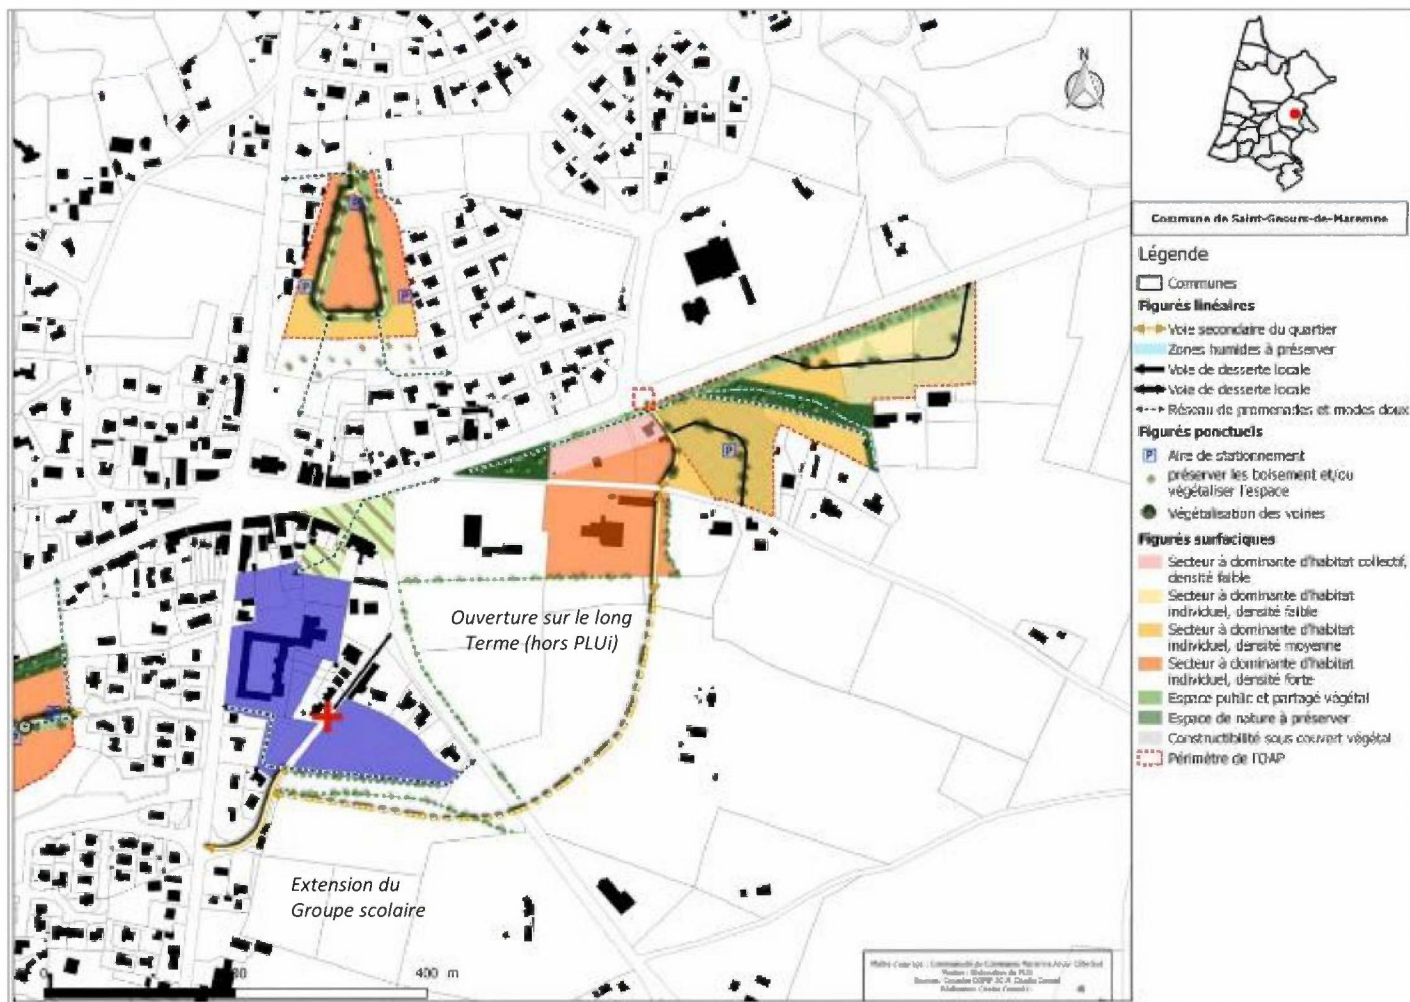 N
Commune de Saint-Geours-de-Maremne
Légende
Communes
Figurés linéaires
Voie secondaire du quartier
Zones humides à préserver
Voie de desserte locale
Voie de desserte locale
Réseau de promenades et modes doux
Figurés ponctuels
P Aire de stationnement
préserver les boisement et/ou
végétaliser l'espace
Végétalisation des voiries
Figurés surfaciques
Secteur à dominante d'habitat collectif,
densité faible
Secteur à dominante d'habitat
individuel, densité faible
Secteur à dominante d'habitat
individuel, densité moyenne
Secteur à dominante d'habitat
individuel, densité forte
Espace public et partagé végétal
Espace de nature à préserver
Constructibilité sous couvert végétal
Périmètre de l'OAP
P
P
P
P
Ouverture sur le long
Terme (hors PLUi)
Extension du
Groupe scolaire
0
400 m